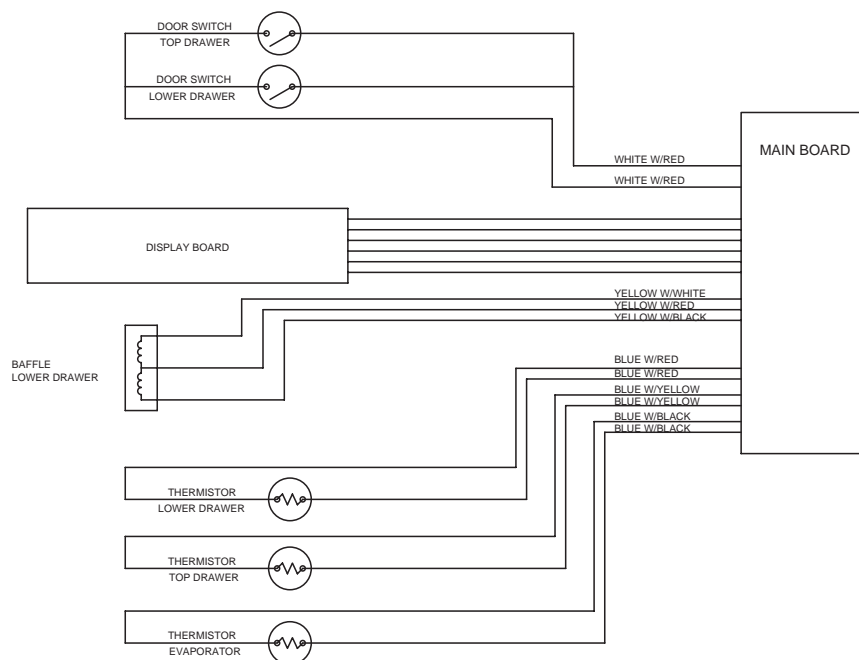 DOOR SWITCH
TOP DRAWER
DOOR SWITCH
LOWER DRAWER
MAIN BOARD
WHITE W/RED
WHITE W/RED
DISPLAY BOARD
YELLOW W/WHITE
YELLOW W/RED
YELLOW W/BLACK
BAFFLE
LOWER DRAWER
BLUE W/RED
BLUE W/RED
BLUE W/YELLOW
BLUE W/YELLOW
BLUE W/BLACK
BLUE W/BLACK
THERMISTOR
LOWER DRAWER
THERMISTOR
TOP DRAWER
THERMISTOR
EVAPORATOR